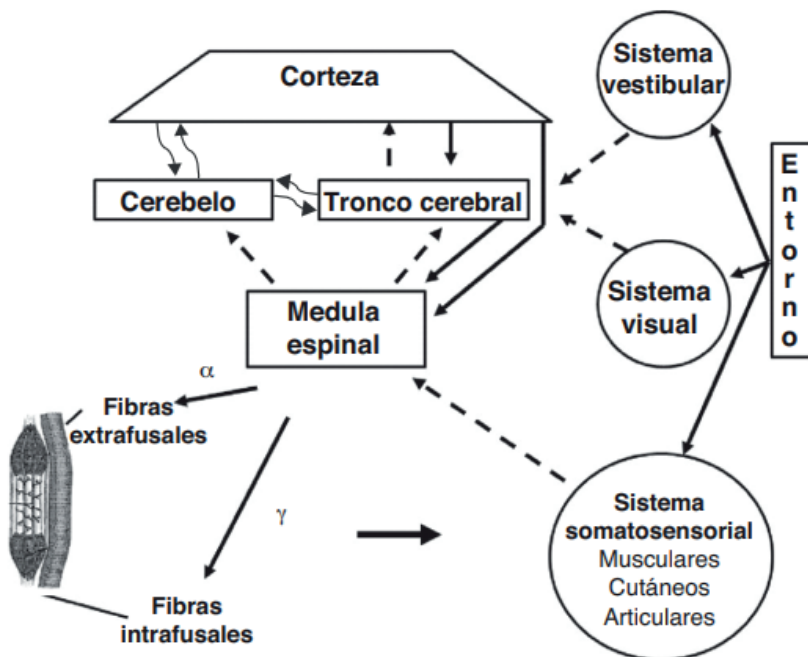 Corteza
Sistema
vestibular
Entorno
Cerebelo
Tronco cerebral
Sistema
visual
Medula
espinal
α
Fibras
extrafusales
γ
Sistema
somatosensorial
Musculares
Cutáneos
Articulares
Fibras
intrafusales